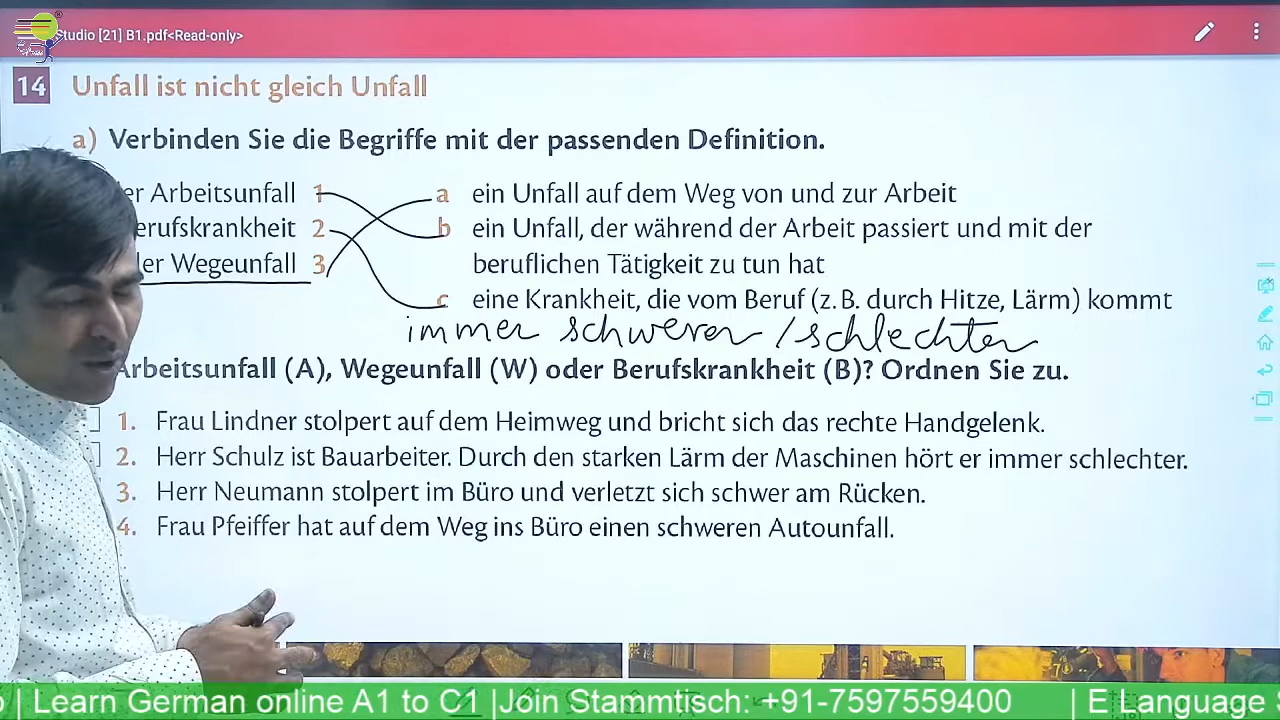 Studio [21] B1.pdf<Read-only>
14 Unfall ist nicht gleich Unfall
a) Verbinden Sie die Begriffe mit der passenden Definition.
Arbeitsunfall 1 a ein Unfall auf dem Weg von und zur Arbeit
2 b ein Unfall, der während der Arbeit passiert und mit der
Wegeunfall 3 beruflichen Tätigkeit zu tun hat
c eine Krankheit, die vom Beruf (z. B. durch Hitze, Lärm) kommt
immer schwerer / schlechter
Arbeitsunfall (A), Wegeunfall (W) oder Berufskrankheit (B)? Ordnen Sie zu.
1. Frau Lindner stolpert auf dem Heimweg und bricht sich das rechte Handgelenk.
2. Herr Schulz ist Bauarbeiter. Durch den starken Lärm der Maschinen hört er immer schlechter.
3. Herr Neumann stolpert im Büro und verletzt sich schwer am Rücken.
4. Frau Pfeiffer hat auf dem Weg ins Büro einen schweren Autounfall.
| Learn German online A1 to C1 |Join Stammtisch: +91-7597559400 | E Language